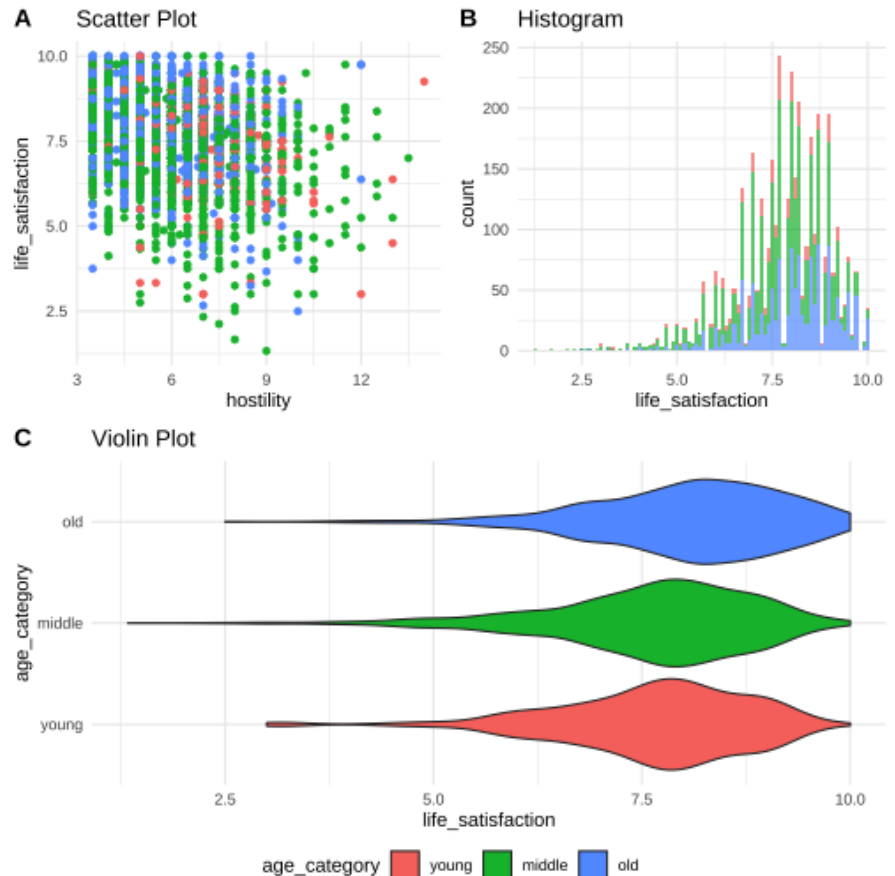 A Scatter Plot
10.0
7.5
5.0
2.5
life_satisfaction
3 6 9 12
hostility
B Histogram
250
200
150
100
50
0
count
2.5 5.0 7.5 10.0
life_satisfaction
C Violin Plot
old
middle
young
age_category
2.5 5.0 7.5 10.0
life_satisfaction
age_category young middle old